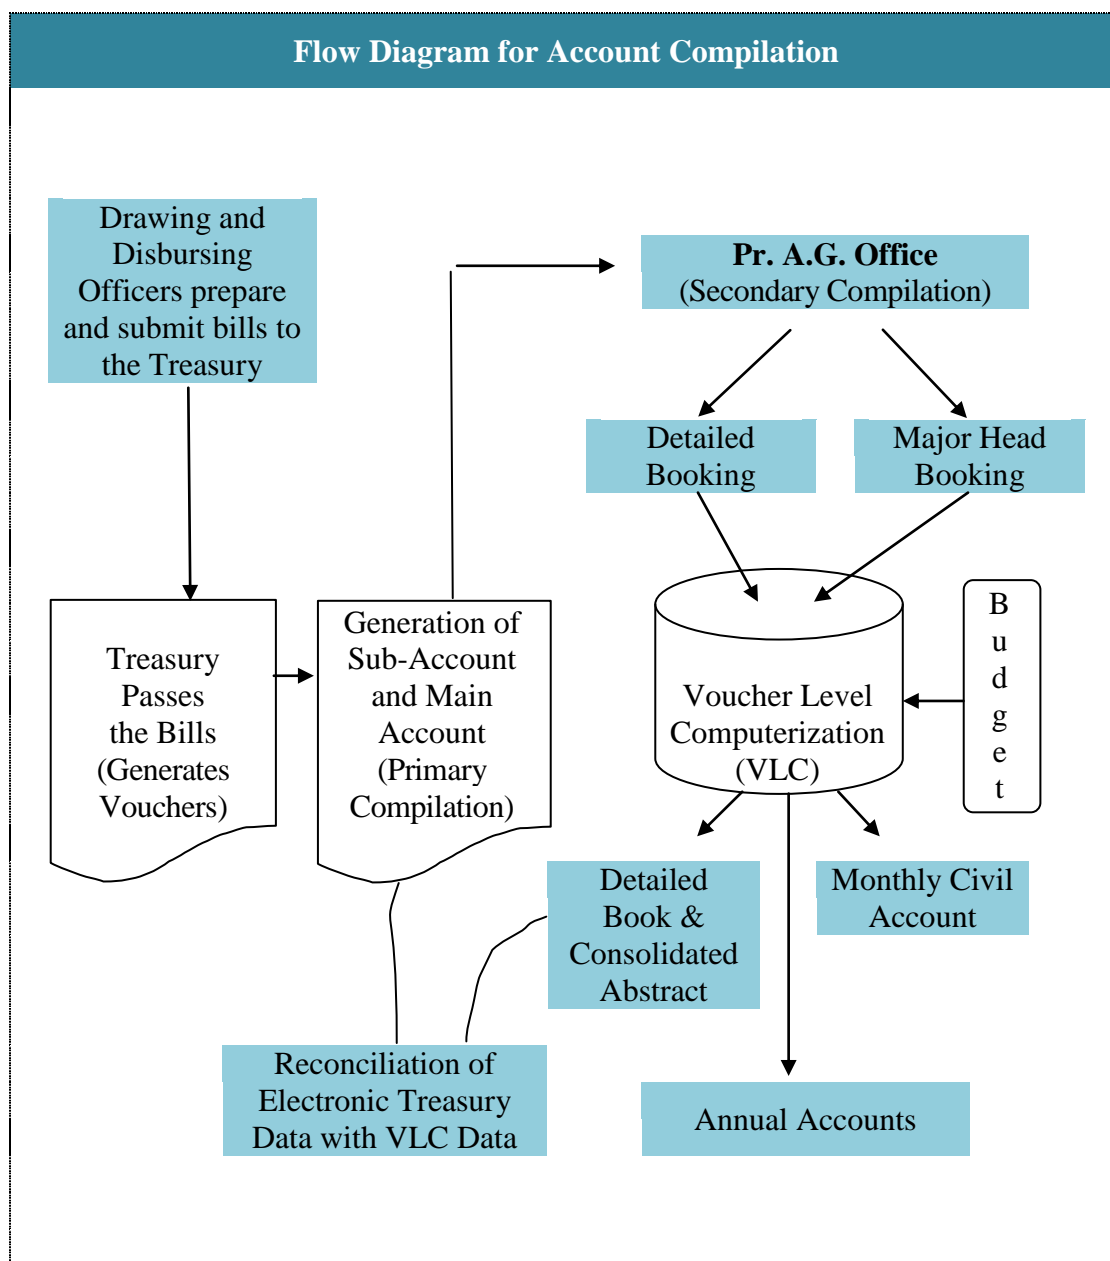 Flow Diagram for Account Compilation
Drawing and
Disbursing
Officers prepare
and submit bills to
the Treasury
Pr. A.G. Office
(Secondary Compilation)
Detailed
Booking
Major Head
Booking
Treasury
Passes
the Bills
(Generates
Vouchers)
Generation of
Sub-Account
and Main
Account
(Primary
Compilation)
Voucher Level
Computerization
(VLC)
B
u
d
g
e
t
Detailed
Book &
Consolidated
Abstract
Monthly Civil
Account
Reconciliation of
Electronic Treasury
Data with VLC Data
Annual Accounts